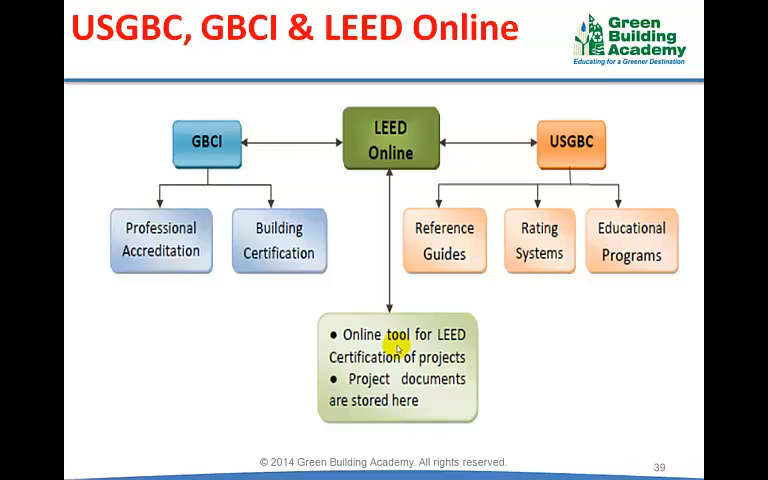 USGBC, GBCI & LEED Online
Green
Building
Academy
Educating for a Greener Destination
GBCI
LEED
Online
USGBC
Professional
Accreditation
Building
Certification
Reference
Guides
Rating
Systems
Educational
Programs
● Online tool for LEED
Certification of projects
● Project documents
are stored here
© 2014 Green Building Academy. All rights reserved.
39